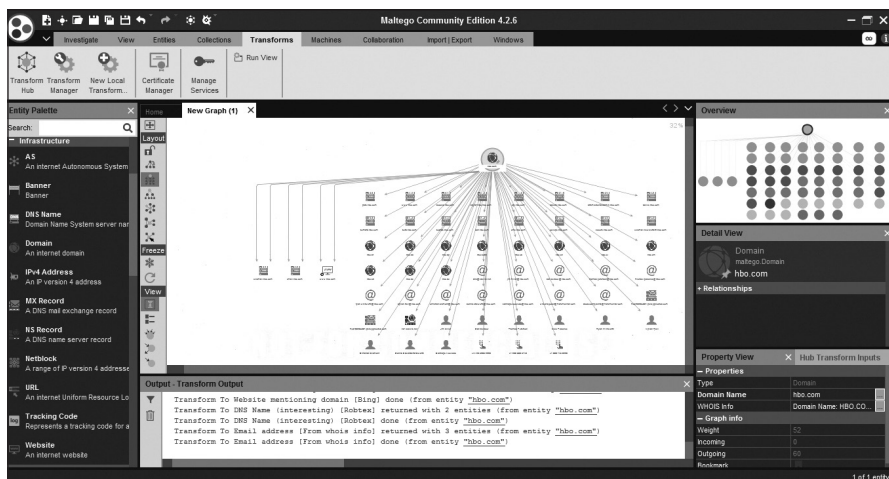 Maltego Community Edition 4.2.6
Investigate View Entities Collections Transforms Machines Collaboration Import | Export Windows
Transform Hub
Transform Manager
New Local Transform...
Certificate Manager
Manage Services
Run View
Entity Palette
Search:
Infrastructure
AS
An internet Autonomous System
Banner
Banner
DNS Name
Domain Name System server nar
Domain
An internet domain
IPv4 Address
An IP version 4 address
MX Record
A DNS mail exchange record
NS Record
A DNS name server record
Netblock
A range of IP version 4 addresse
URL
An internet Uniform Resource Lo
Tracking Code
Represents a tracking code for a
Website
An internet website
Home
New Graph (1)
Layout
Freeze
View
32%
Output - Transform Output
Transform To Website mentioning domain [Bing] done (from entity "hbo.com")
Transform To DNS Name (interesting) [Robtex] returned with 2 entities (from entity "hbo.com")
Transform To DNS Name (interesting) [Robtex] done (from entity "hbo.com")
Transform To Email address [From whois info] returned with 3 entities (from entity "hbo.com")
Transform To Email address [From whois info] done (from entity "hbo.com")
Overview
Detail View
Domain
maltego.Domain
hbo.com
+ Relationships
Property View
Hub Transform Inputs
Properties
Type Domain
Domain Name hbo.com
WHOIS Info Domain Name: HBO.CO...
Graph info
Weight 52
Incoming 0
Outgoing 60
Bookmark
1 of 1 entity